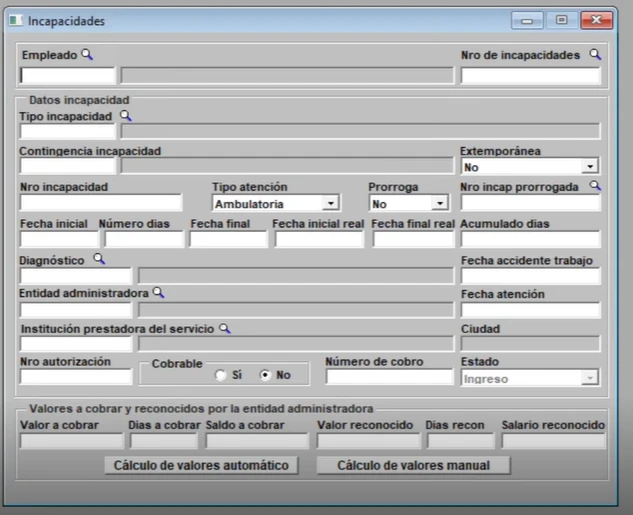 Incapacidades
Empleado Nro de incapacidades
Datos incapacidad
Tipo incapacidad
Contingencia incapacidad Extemporánea
No
Nro incapacidad Tipo atención Prorroga Nro incap prorrogada
Ambulatoria No
Fecha inicial Número dias Fecha final Fecha inicial real Fecha final real Acumulado dias
Diagnóstico Fecha accidente trabajo
Entidad administradora Fecha atención
Institución prestadora del servicio Ciudad
Nro autorización Cobrable Número de cobro Estado
Sí No Ingreso
Valores a cobrar y reconocidos por la entidad administradora
Valor a cobrar Dias a cobrar Saldo a cobrar Valor reconocido Dias recon Salario reconocido
Cálculo de valores automático Cálculo de valores manual